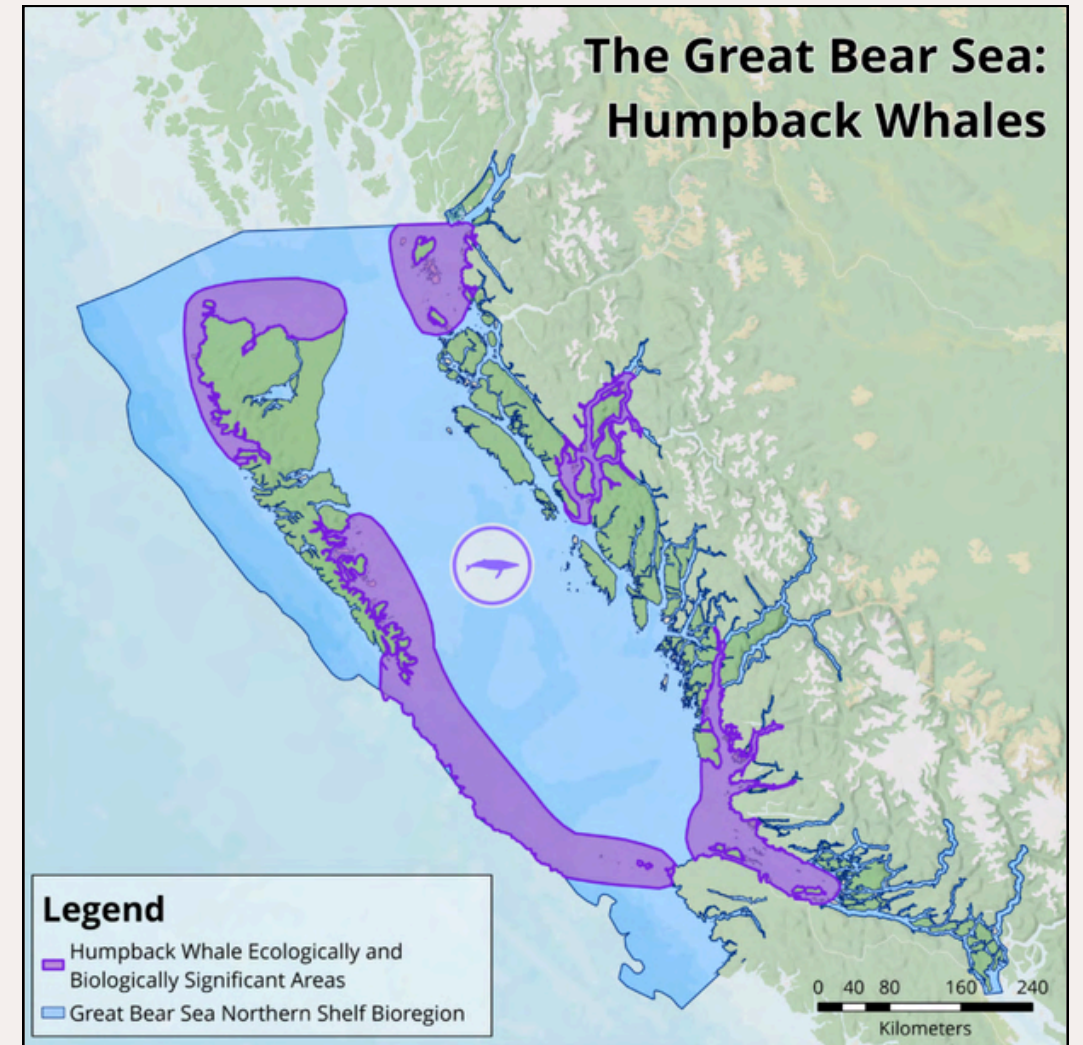 The Great Bear Sea:
Humpback Whales
Legend
Humpback Whale Ecologically and
Biologically Significant Areas
Great Bear Sea Northern Shelf Bioregion
0 40 80 160 240
Kilometers